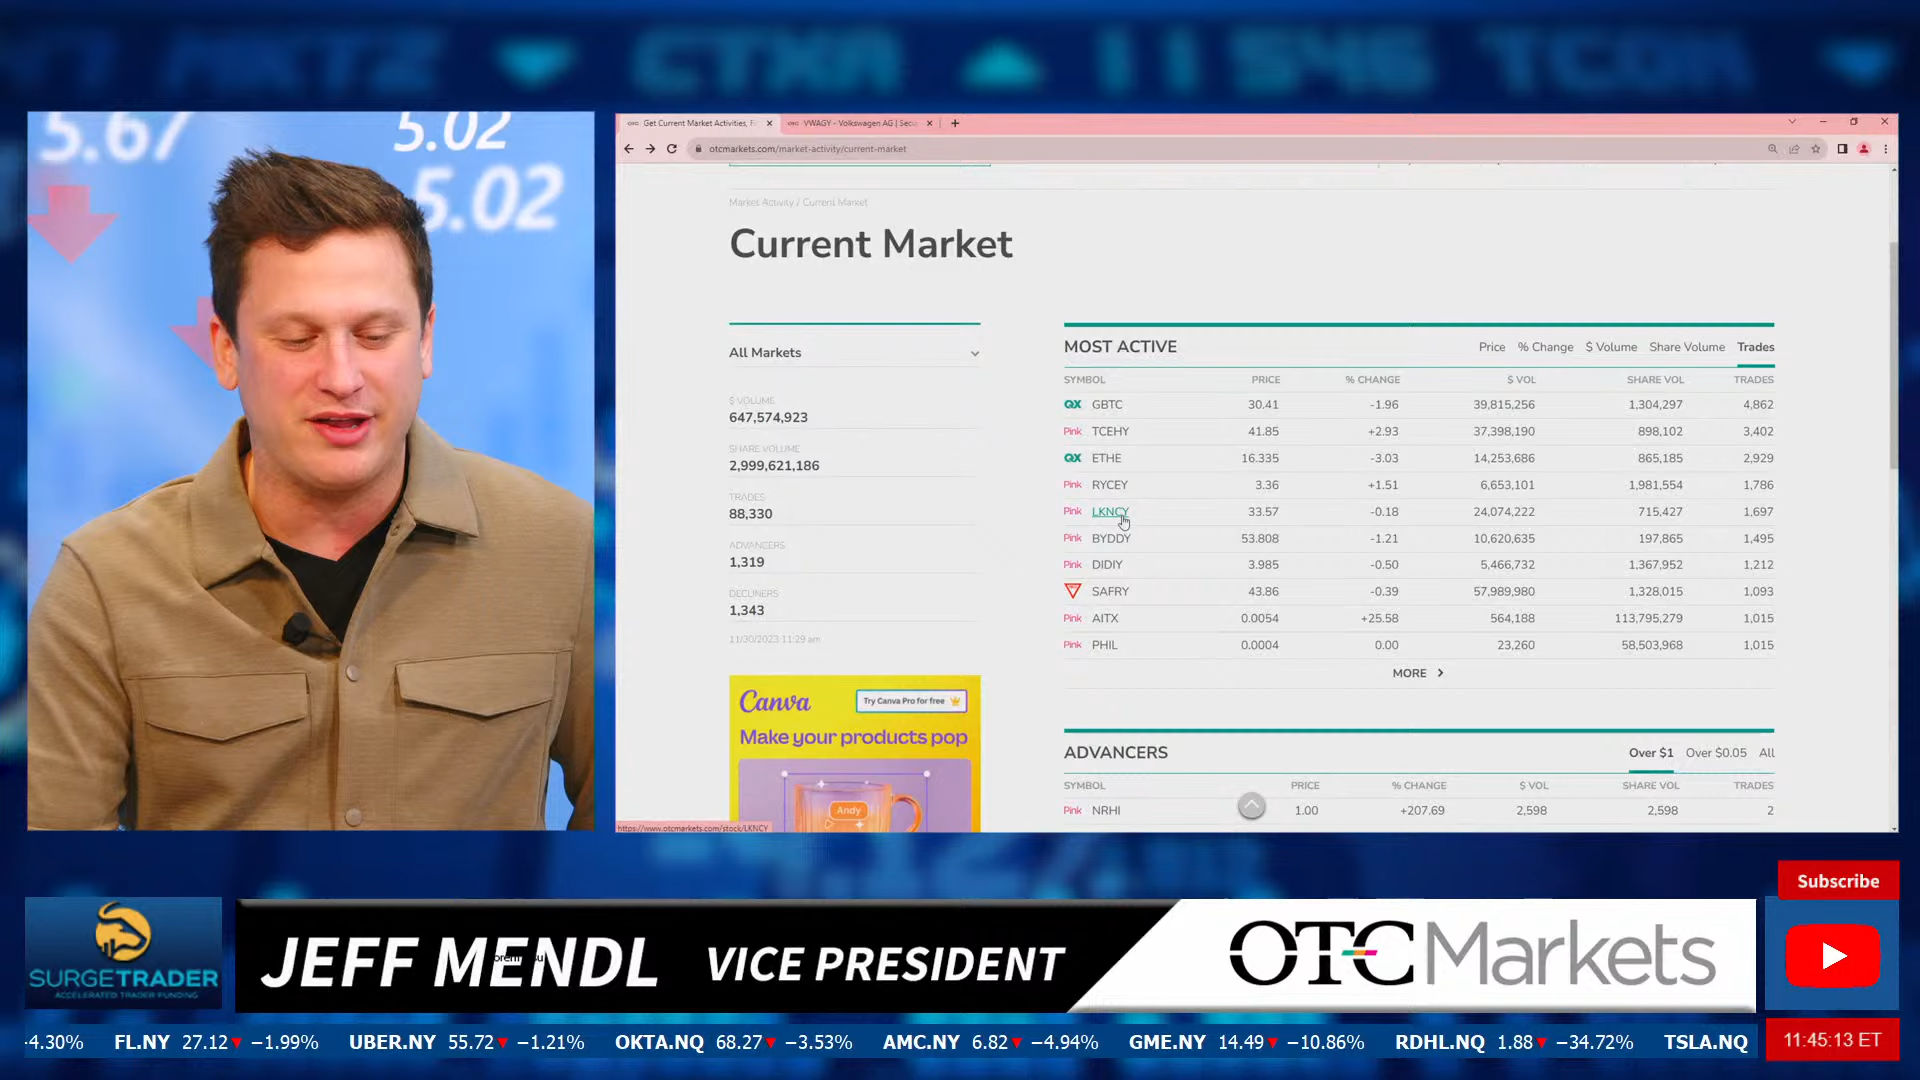 MKTZ CTXA 11 546 TCOM
5.67 5.02
5.02
Get Current Market Activities, F
VWAGY - Volkswagen AG | Secu
otcmarkets.com/market-activity/current-market
Market Activity / Current Market
Current Market
All Markets
$ VOLUME
647,574,923
SHARE VOLUME
2,999,621,186
TRADES
88,330
ADVANCERS
1,319
DECLINERS
1,343
11/30/2023 11:29 am
Canva
Try Canva Pro for free
Make your products pop
Andy
https://www.otcmarkets.com/stock/LKNCY
MOST ACTIVE Price % Change $ Volume Share Volume Trades
SYMBOL PRICE % CHANGE $ VOL SHARE VOL TRADES
QX GBTC 30.41 -1.96 39,815,256 1,304,297 4,862
Pink TCEHY 41.85 +2.93 37,398,190 898,102 3,402
QX ETHE 16.335 -3.03 14,253,686 865,185 2,929
Pink RYCEY 3.36 +1.51 6,653,101 1,981,554 1,786
Pink LKNCY 33.57 -0.18 24,074,222 715,427 1,697
Pink BYDDY 53.808 -1.21 10,620,635 197,865 1,495
Pink DIDIY 3.985 -0.50 5,466,732 1,367,952 1,212
SAFRY 43.86 -0.39 57,989,980 1,328,015 1,093
Pink AITX 0.0054 +25.58 564,188 113,795,279 1,015
Pink PHIL 0.0004 0.00 23,260 58,503,968 1,015
MORE
ADVANCERS Over $1 Over $0.05 All
SYMBOL PRICE % CHANGE $ VOL SHARE VOL TRADES
Pink NRHI 1.00 +207.69 2,598 2,598 2
Subscribe
SURGETRADER
ACCELERATED TRADER FUNDING
JEFF MENDL VICE PRESIDENT
OTC Markets
-4.30% FL.NY 27.12 −1.99% UBER.NY 55.72 −1.21% OKTA.NQ 68.27 −3.53% AMC.NY 6.82 −4.94% GME.NY 14.49 −10.86% RDHL.NQ 1.88 −34.72% TSLA.NQ
11:45:13 ET